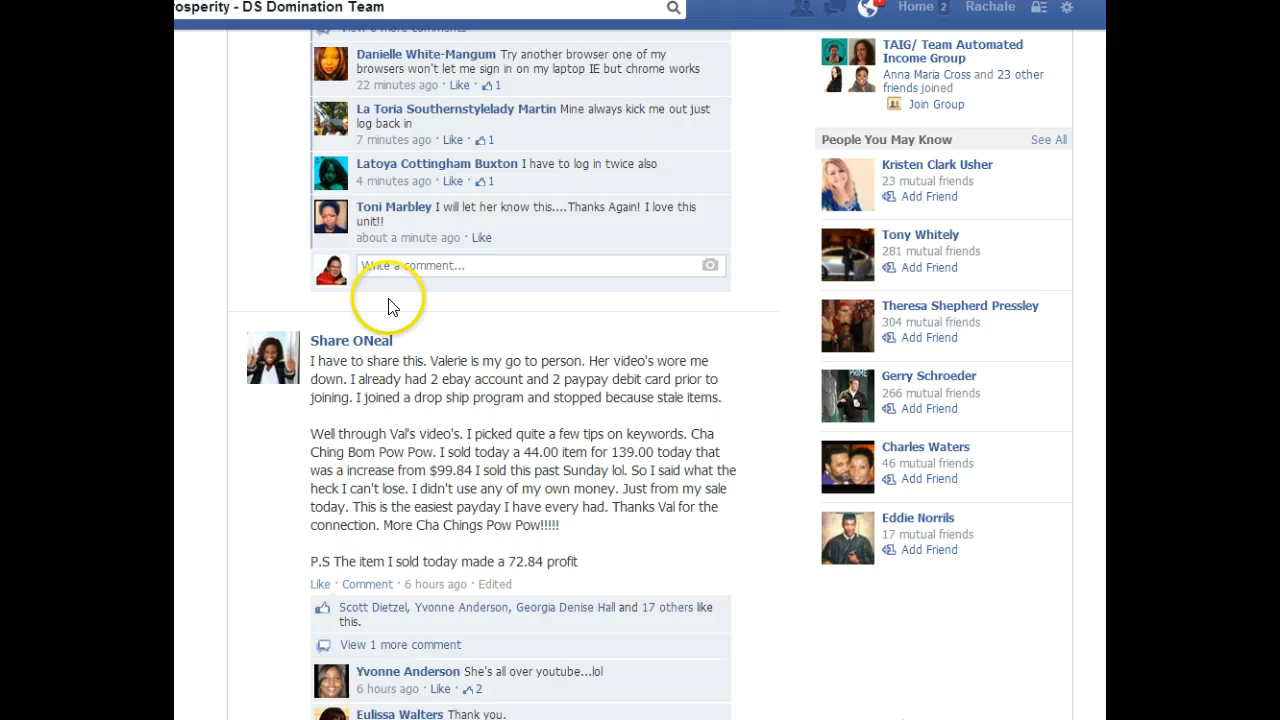 rosperity - DS Domination Team
Home 2 Rachale
View 6 more comments
Danielle White-Mangum Try another browser one of my
browsers won't let me sign in on my laptop IE but chrome works
22 minutes ago · Like · 1
La Toria Southernstylelady Martin Mine always kick me out just
log back in
7 minutes ago · Like · 1
Latoya Cottingham Buxton I have to log in twice also
4 minutes ago · Like · 1
Toni Marbley I will let her know this....Thanks Again! I love this
unit!!
about a minute ago · Like
Write a comment...
Share ONeal
I have to share this. Valerie is my go to person. Her video's wore me
down. I already had 2 ebay account and 2 paypay debit card prior to
joining. I joined a drop ship program and stopped because stale items.
Well through Val's video's. I picked quite a few tips on keywords. Cha
Ching Bom Pow Pow. I sold today a 44.00 item for 139.00 today that
was a increase from $99.84 I sold this past Sunday lol. So I said what the
heck I can't lose. I didn't use any of my own money. Just from my sale
today. This is the easiest payday I have every had. Thanks Val for the
connection. More Cha Chings Pow Pow!!!!!
P.S The item I sold today made a 72.84 profit
Like · Comment · 6 hours ago · Edited
Scott Dietzel, Yvonne Anderson, Georgia Denise Hall and 17 others like
this.
View 1 more comment
Yvonne Anderson She's all over youtube...lol
6 hours ago · Like · 2
Eulissa Walters Thank you.
TAIG/ Team Automated
Income Group
Anna Maria Cross and 23 other
friends joined
Join Group
People You May Know See All
Kristen Clark Usher
23 mutual friends
Add Friend
Tony Whitely
281 mutual friends
Add Friend
Theresa Shepherd Pressley
304 mutual friends
Add Friend
Gerry Schroeder
266 mutual friends
Add Friend
Charles Waters
46 mutual friends
Add Friend
Eddie Norrils
17 mutual friends
Add Friend